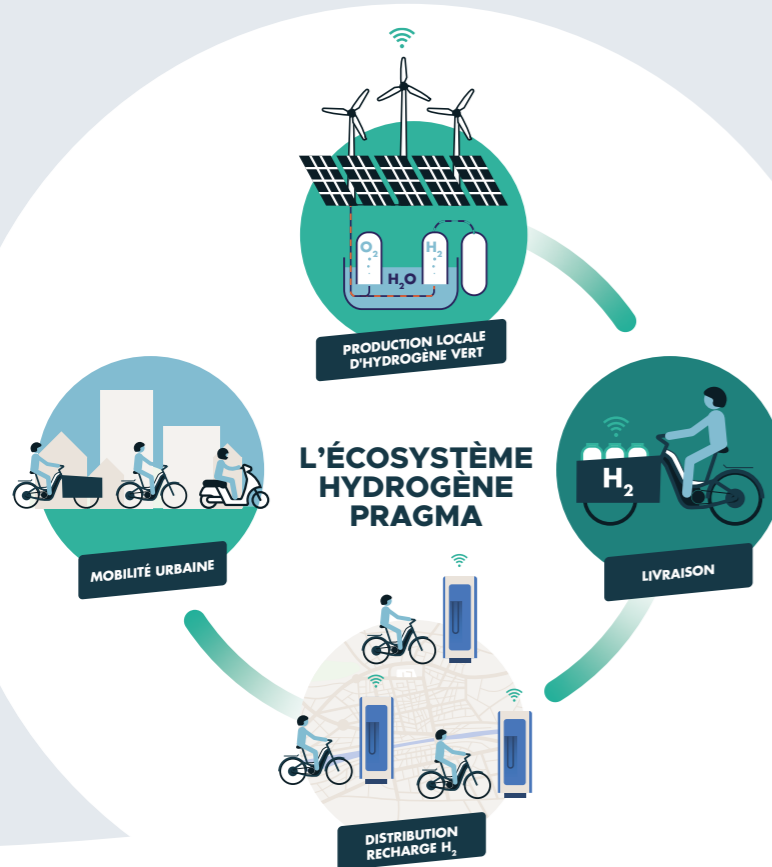 O₂
H₂
H₂O
PRODUCTION LOCALE
D'HYDROGÈNE VERT
L'ÉCOSYSTÈME
HYDROGÈNE
PRAGMA
H₂
LIVRAISON
MOBILITÉ URBAINE
DISTRIBUTION
RECHARGE H₂